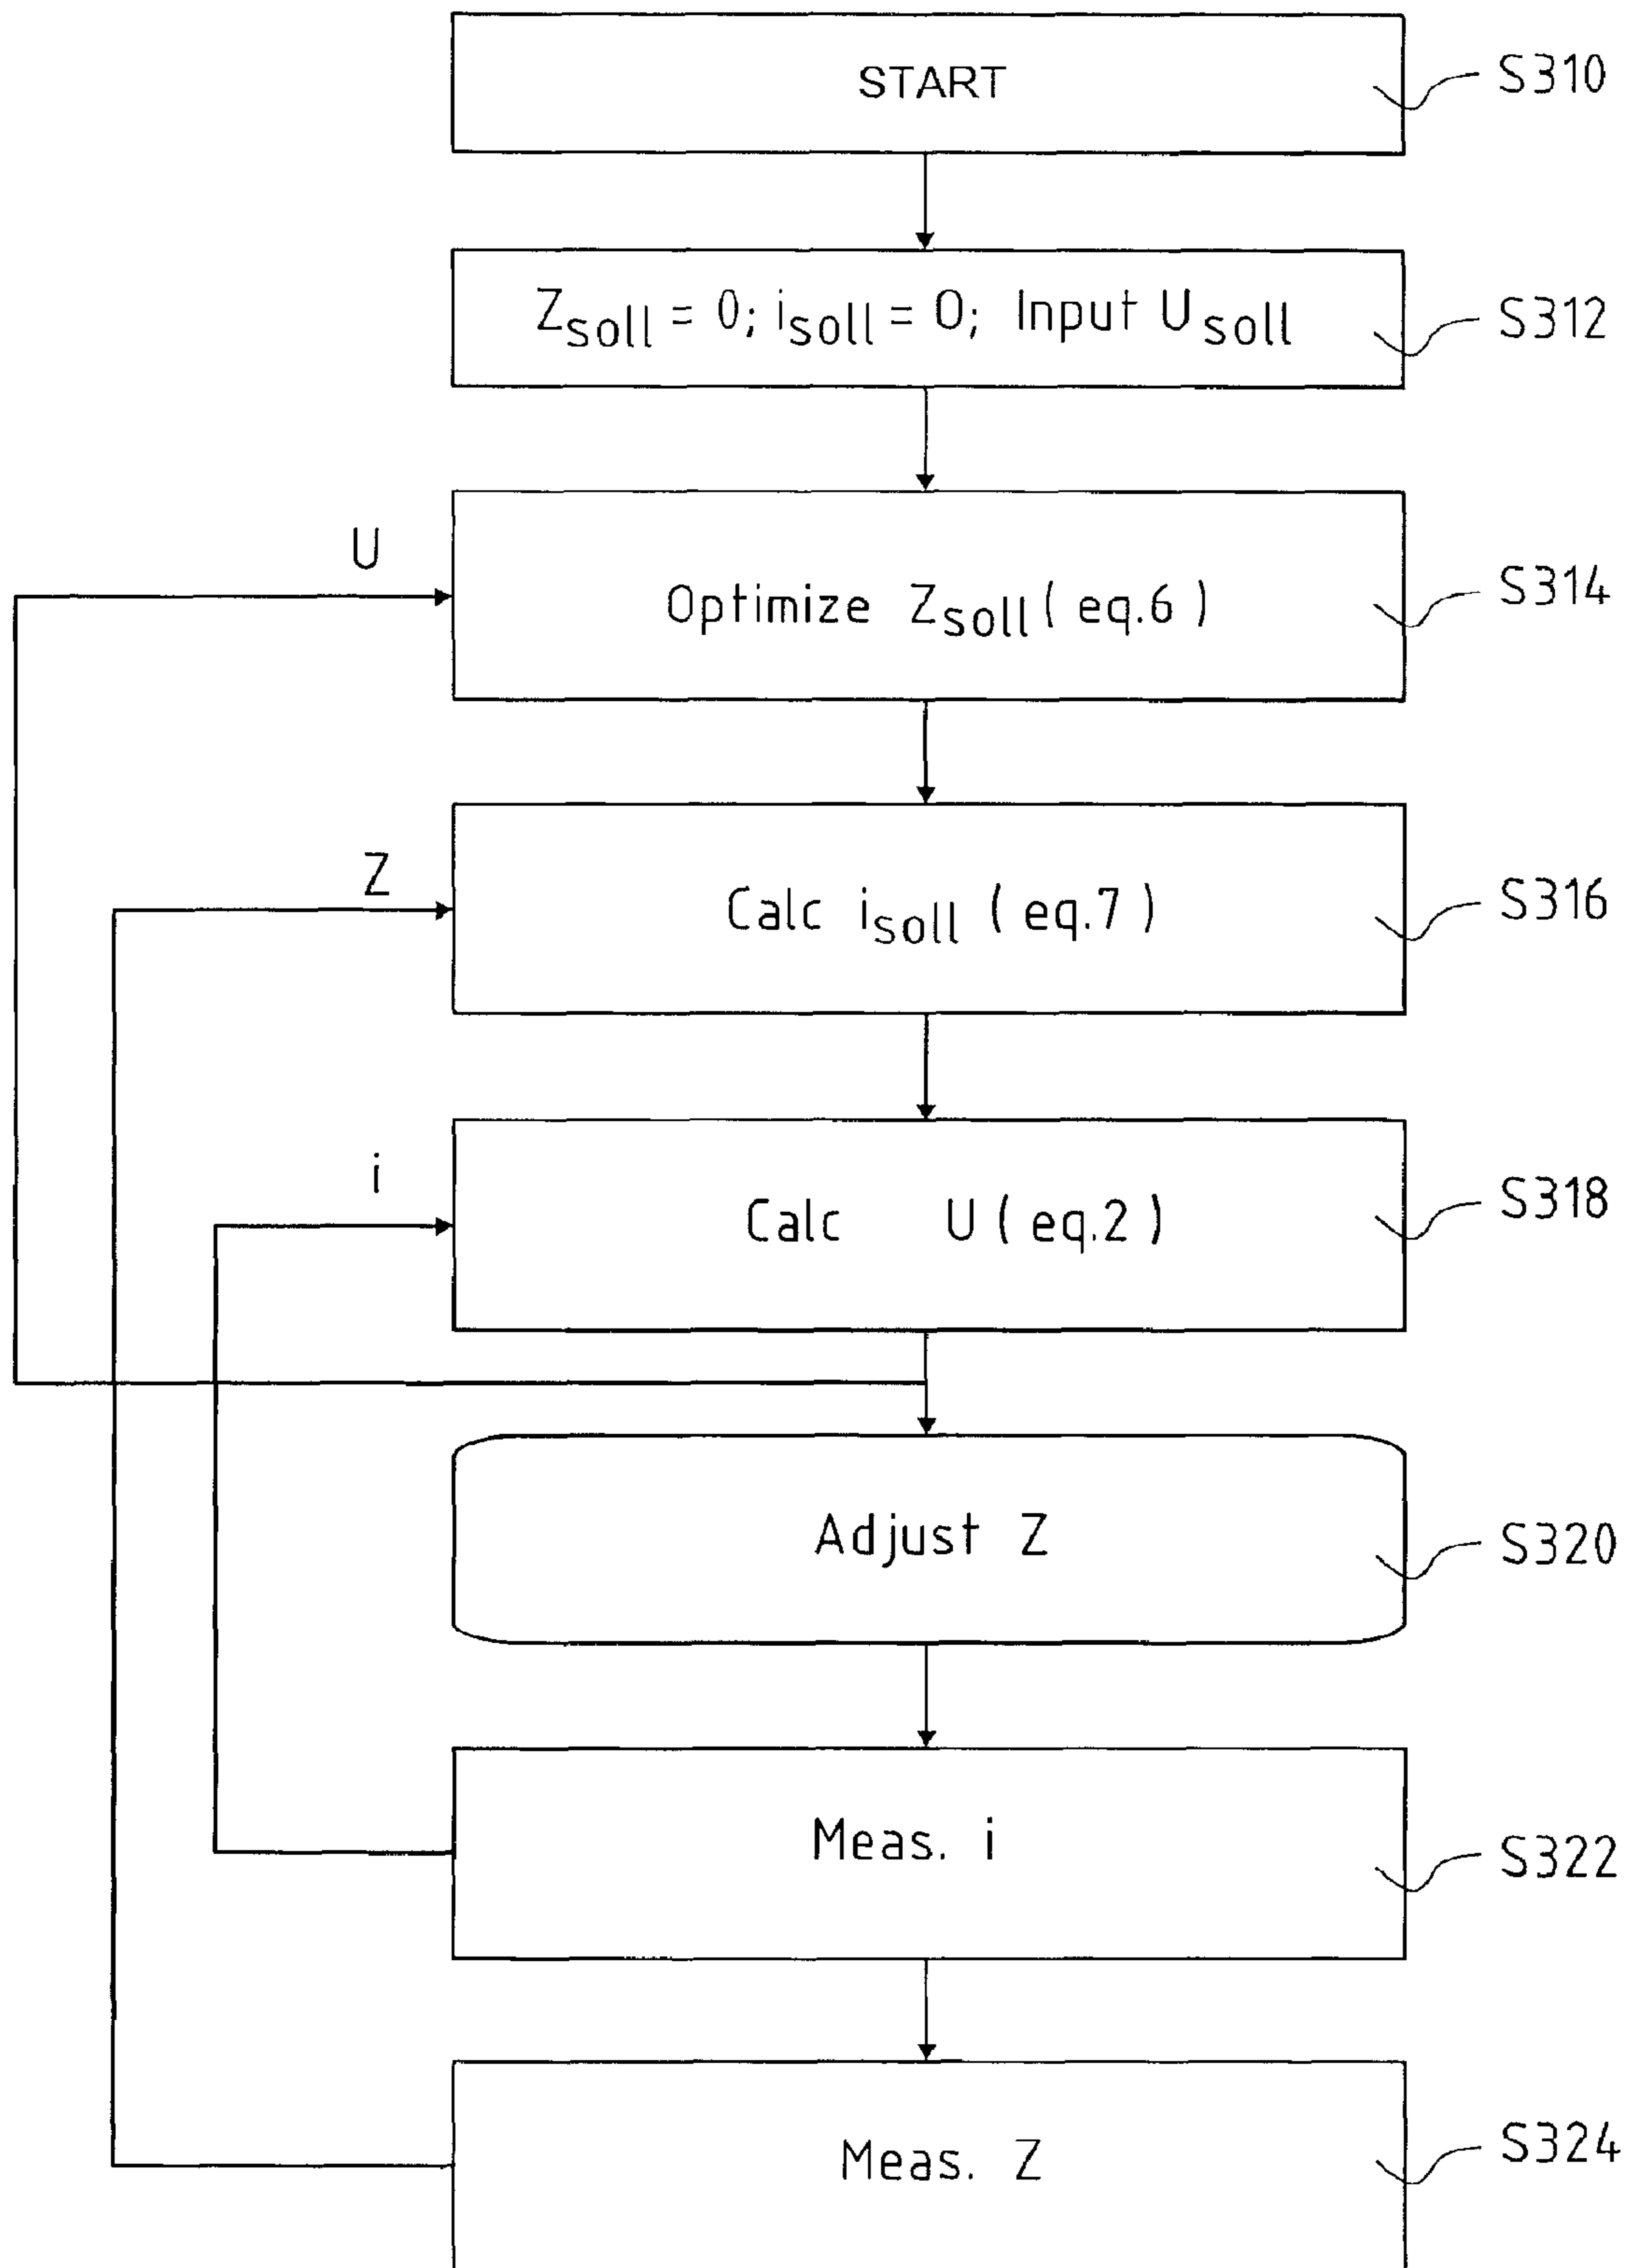 START
S310
Zsoll = 0; isoll = 0; Input Usoll
S312
U
Optimize Zsoll ( eq.6 )
S314
Z
Calc isoll ( eq.7 )
S316
i
Calc U ( eq.2 )
S318
Adjust Z
S320
Meas. i
S322
Meas. Z
S324